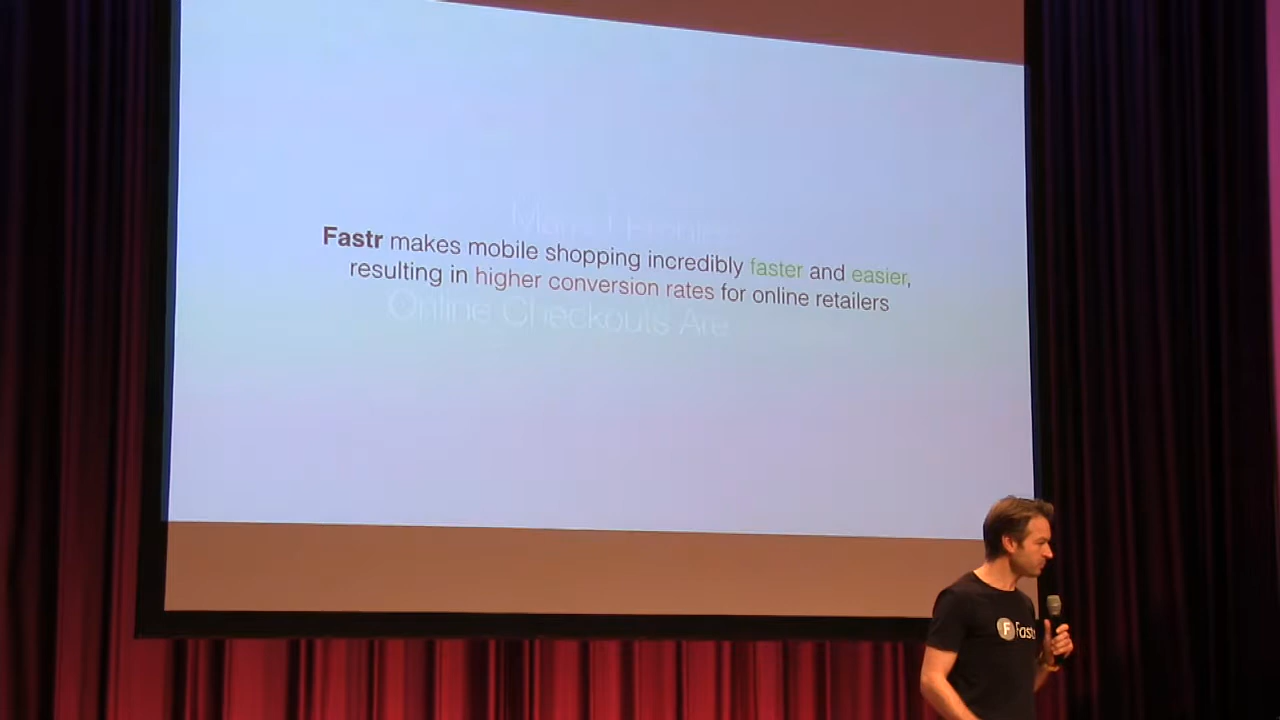 Fastr makes mobile shopping incredibly faster and easier,
resulting in higher conversion rates for online retailers
Online Checkouts Are
F Fastr